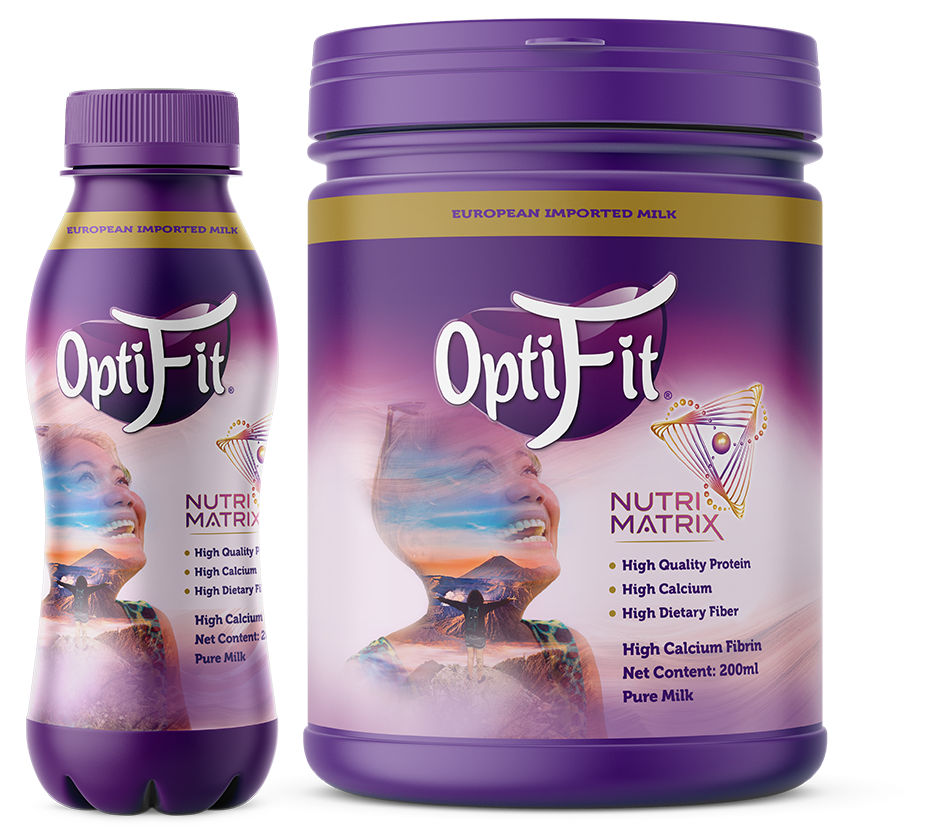 EUROPEAN IMPORTED MILK
OptiFit®
NUTRI
MATRIX
High Quality P
High Calcium
High Dietary Fi
High Calcium
Net Content: 2
Pure Milk
EUROPEAN IMPORTED MILK
OptiFit®
NUTRI
MATRIX
High Quality Protein
High Calcium
High Dietary Fiber
High Calcium Fibrin
Net Content: 200ml
Pure Milk